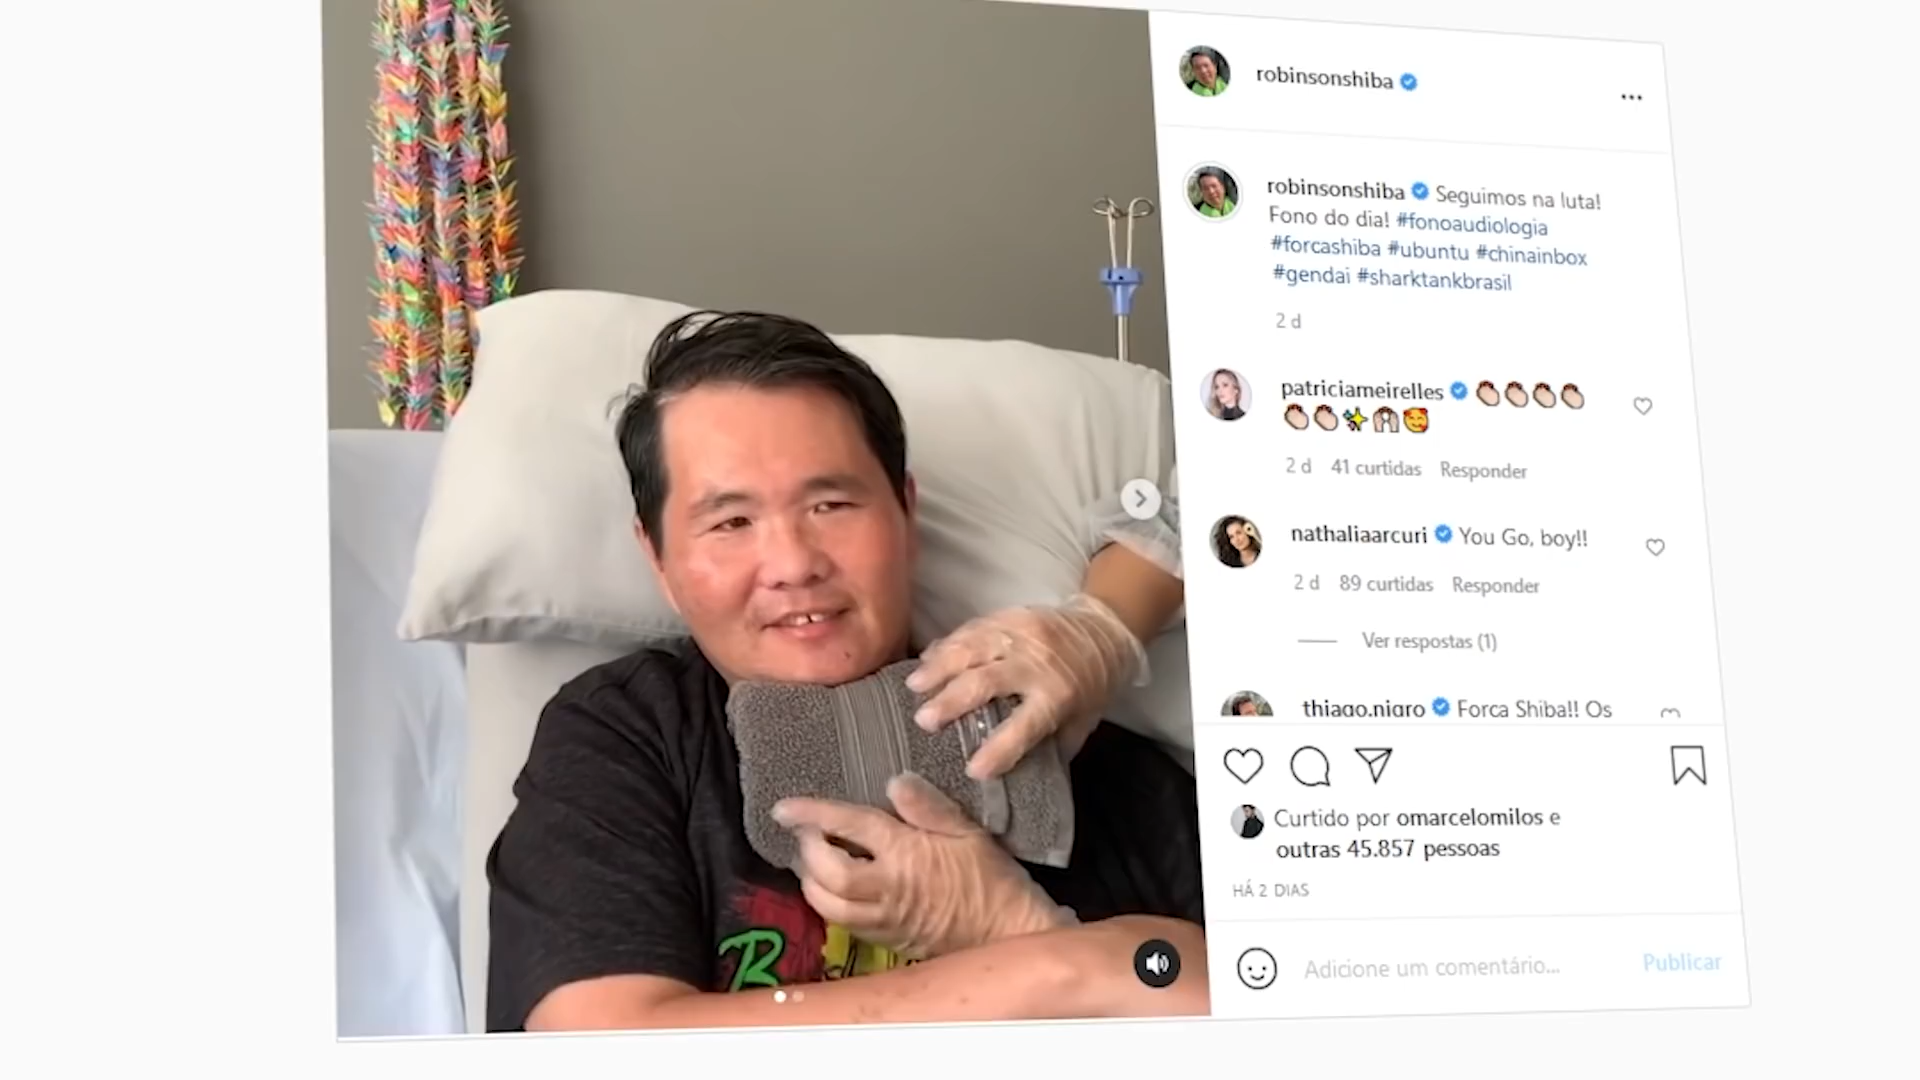 robinsonshiba
robinsonshiba Seguimos na luta!
Fono do dia! #fonoaudiologia
#forcashiba #ubuntu #chinainbox
#gendai #sharktankbrasil
2 d
patriciameirelles 👏🏻👏🏻👏🏻👏🏻
👏🏻👏🏻✨🙌🏻🥰
2 d 41 curtidas Responder
nathaliaarcuri You Go, boy!!
2 d 89 curtidas Responder
Ver respostas (1)
thiago.nigro Força Shiba!! Os
Curtido por omarcelomilos e
outras 45.857 pessoas
HÁ 2 DIAS
Adicione um comentário... Publicar